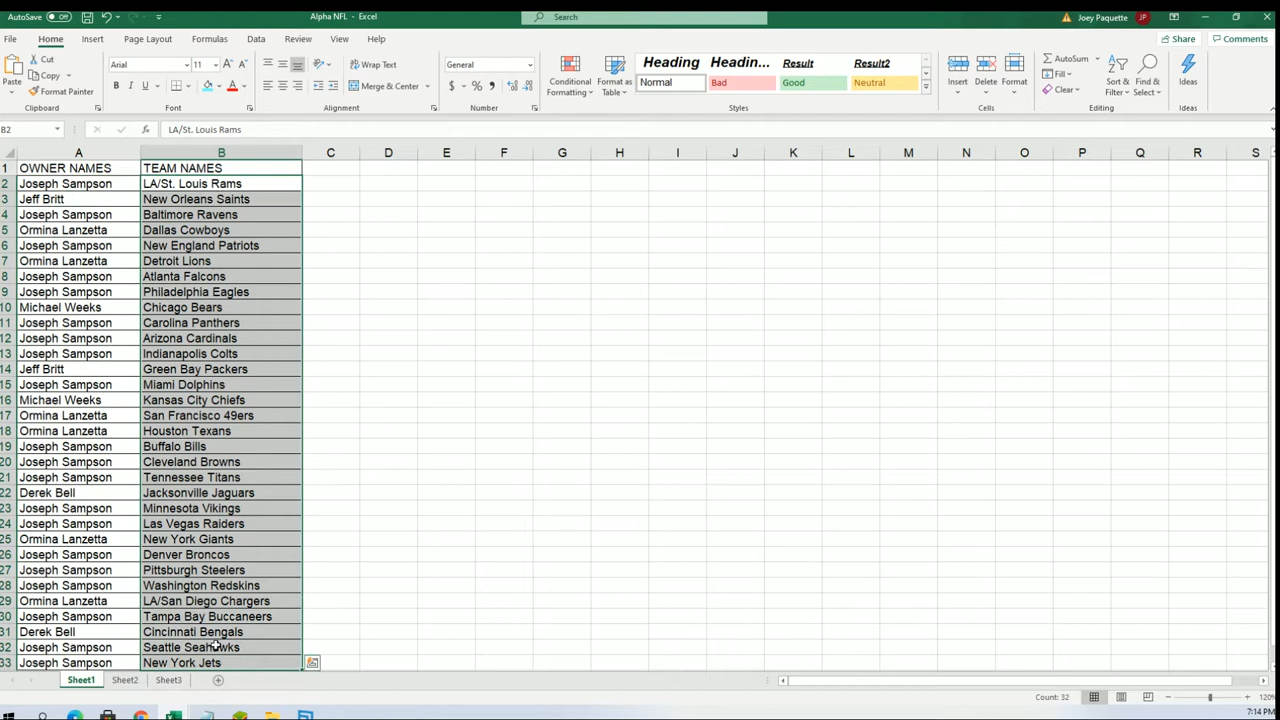 AutoSave Off Alpha NFL - Excel Search Joey Paquette JP
File Home Insert Page Layout Formulas Data Review View Help Share Comments
Cut Arial 11 A A Wrap Text General Heading Headin... Result Result2 AutoSum
Copy Fill
Paste Format Painter B I U Merge & Center $ % Conditional Formatting Format as Table Normal Bad Good Neutral Insert Delete Format Clear Sort & Filter Find & Select Ideas
Clipboard Font Alignment Number Styles Cells Editing Ideas
B2 fx LA/St. Louis Rams
A B C D E F G H I J K L M N O P Q R S
1 OWNER NAMES TEAM NAMES
2 Joseph Sampson LA/St. Louis Rams
3 Jeff Britt New Orleans Saints
4 Joseph Sampson Baltimore Ravens
5 Ormina Lanzetta Dallas Cowboys
6 Joseph Sampson New England Patriots
7 Ormina Lanzetta Detroit Lions
8 Joseph Sampson Atlanta Falcons
9 Joseph Sampson Philadelphia Eagles
10 Michael Weeks Chicago Bears
11 Joseph Sampson Carolina Panthers
12 Joseph Sampson Arizona Cardinals
13 Joseph Sampson Indianapolis Colts
14 Jeff Britt Green Bay Packers
15 Joseph Sampson Miami Dolphins
16 Michael Weeks Kansas City Chiefs
17 Ormina Lanzetta San Francisco 49ers
18 Ormina Lanzetta Houston Texans
19 Joseph Sampson Buffalo Bills
20 Joseph Sampson Cleveland Browns
21 Joseph Sampson Tennessee Titans
22 Derek Bell Jacksonville Jaguars
23 Joseph Sampson Minnesota Vikings
24 Joseph Sampson Las Vegas Raiders
25 Ormina Lanzetta New York Giants
26 Joseph Sampson Denver Broncos
27 Joseph Sampson Pittsburgh Steelers
28 Joseph Sampson Washington Redskins
29 Ormina Lanzetta LA/San Diego Chargers
30 Joseph Sampson Tampa Bay Buccaneers
31 Derek Bell Cincinnati Bengals
32 Joseph Sampson Seattle Seahawks
33 Joseph Sampson New York Jets
Sheet1 Sheet2 Sheet3
Count: 32 120%
7:14 PM